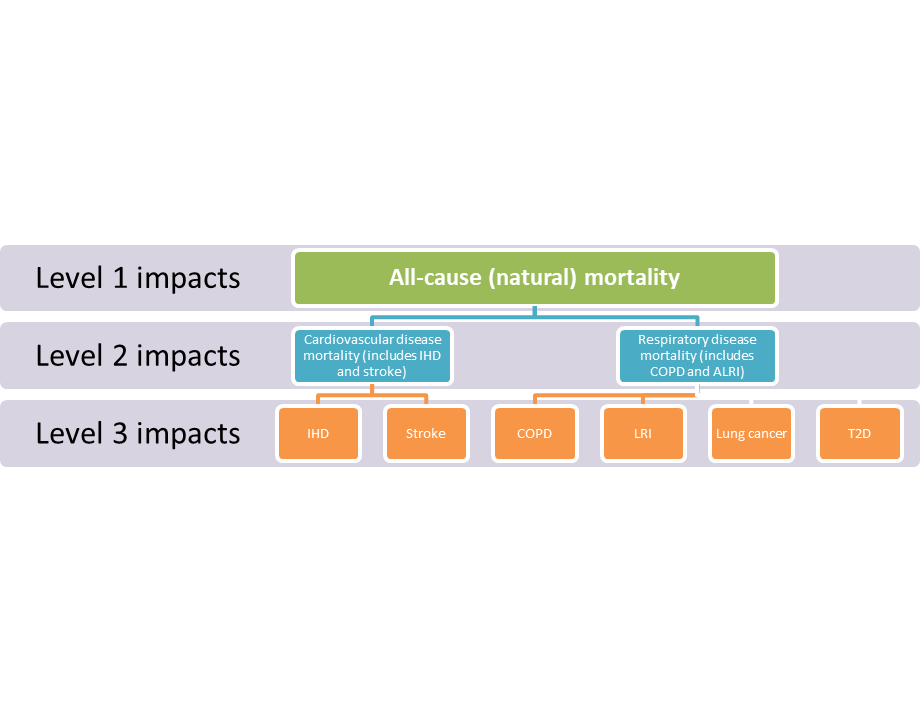 Level 1 impacts
All-cause (natural) mortality
Level 2 impacts
Cardiovascular disease
mortality (includes IHD
and stroke)
Respiratory disease
mortality (includes
COPD and ALRI)
Level 3 impacts
IHD
Stroke
COPD
LRI
Lung cancer
T2D